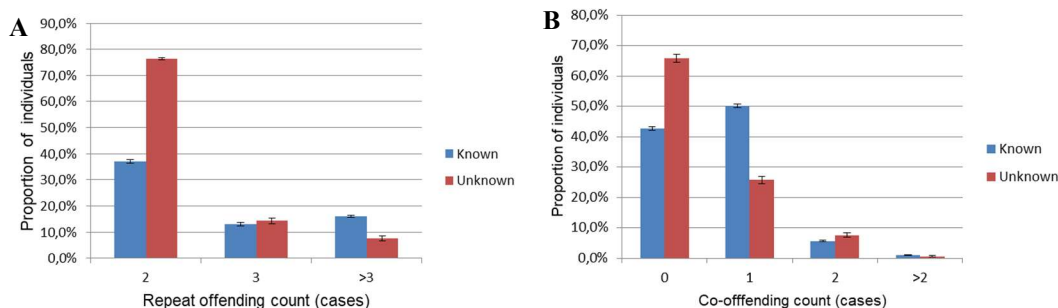 A
90,0%
80,0%
70,0%
60,0%
50,0%
40,0%
30,0%
20,0%
10,0%
0,0%
Proportion of individuals
2 3 >3
Repeat offending count (cases)
Known
Unknown
B
80,0%
70,0%
60,0%
50,0%
40,0%
30,0%
20,0%
10,0%
0,0%
Proportion of individuals
0 1 2 >2
Co-offfending count (cases)
Known
Unknown